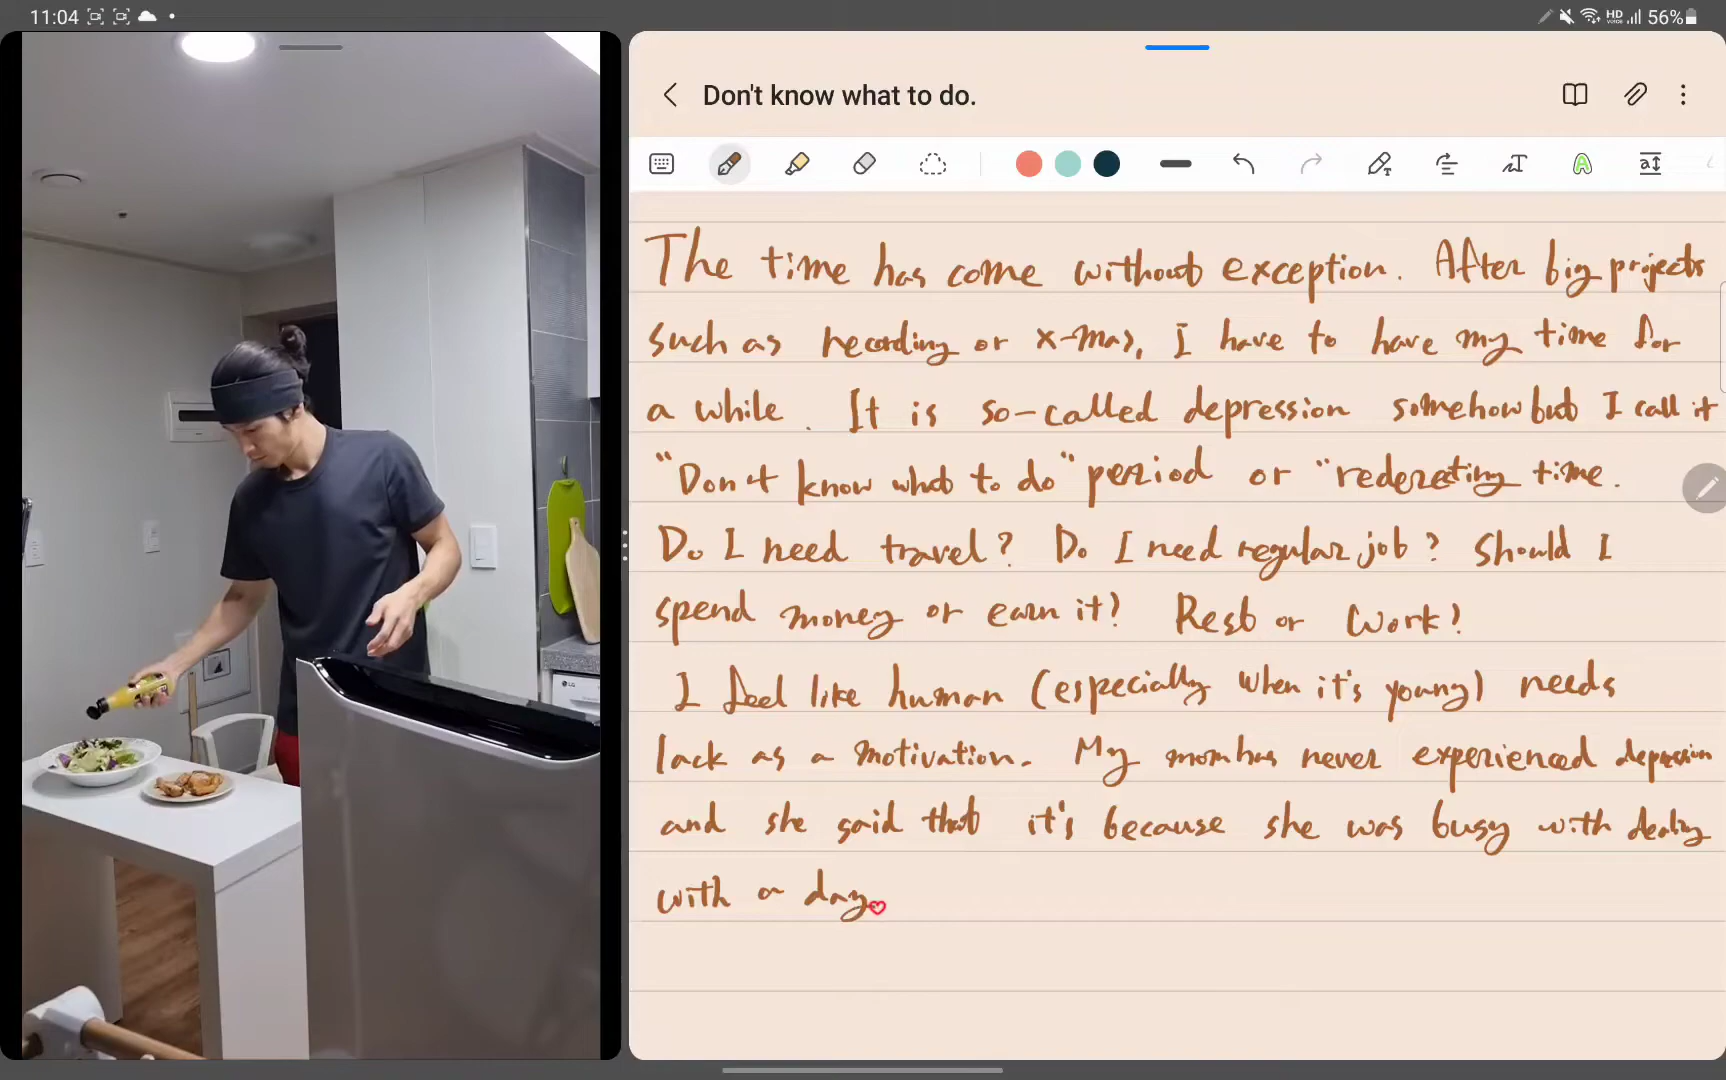 11:04
HD
56%
Don't know what to do.
The time has come without exception. After big projects
such as recording or x-mas, I have to have my time for
a while. It is so-called depression somehow but I call it
"Don't know what to do" period or "rederecting time.
Do I need travel? Do I need regular job? Should I
spend money or earn it? Rest or Work?
I feel like human (especially when it's young) needs
lack as a motivation. My mom has never experienced depression
and she said that it's because she was busy with dealing
with a day
LG